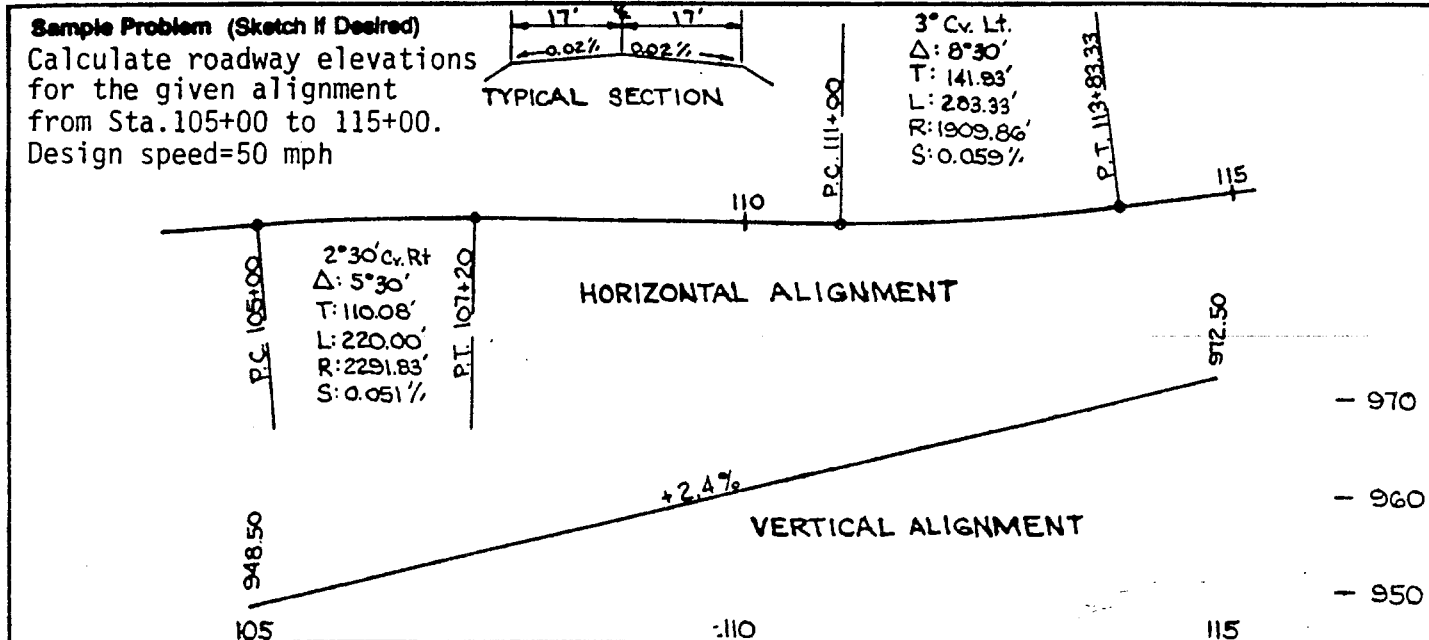 Sample Problem (Sketch If Desired)
Calculate roadway elevations
for the given alignment
from Sta.105+00 to 115+00.
Design speed=50 mph
17' ℄ 17'
0.02% 0.02%
TYPICAL SECTION
P.C. 111+00
3° Cv. Lt.
Δ: 8°30'
T: 141.83'
L: 283.33'
R: 1909.86'
S: 0.059%
P.T. 113+83.33
110
115
P.C. 105+00
2°30' Cv. Rt
Δ: 5°30'
T: 110.08'
L: 220.00'
R: 2291.83'
S: 0.051%
P.T. 107+20
HORIZONTAL ALIGNMENT
948.50
+2.4%
972.50
VERTICAL ALIGNMENT
- 970
- 960
- 950
105
110
115